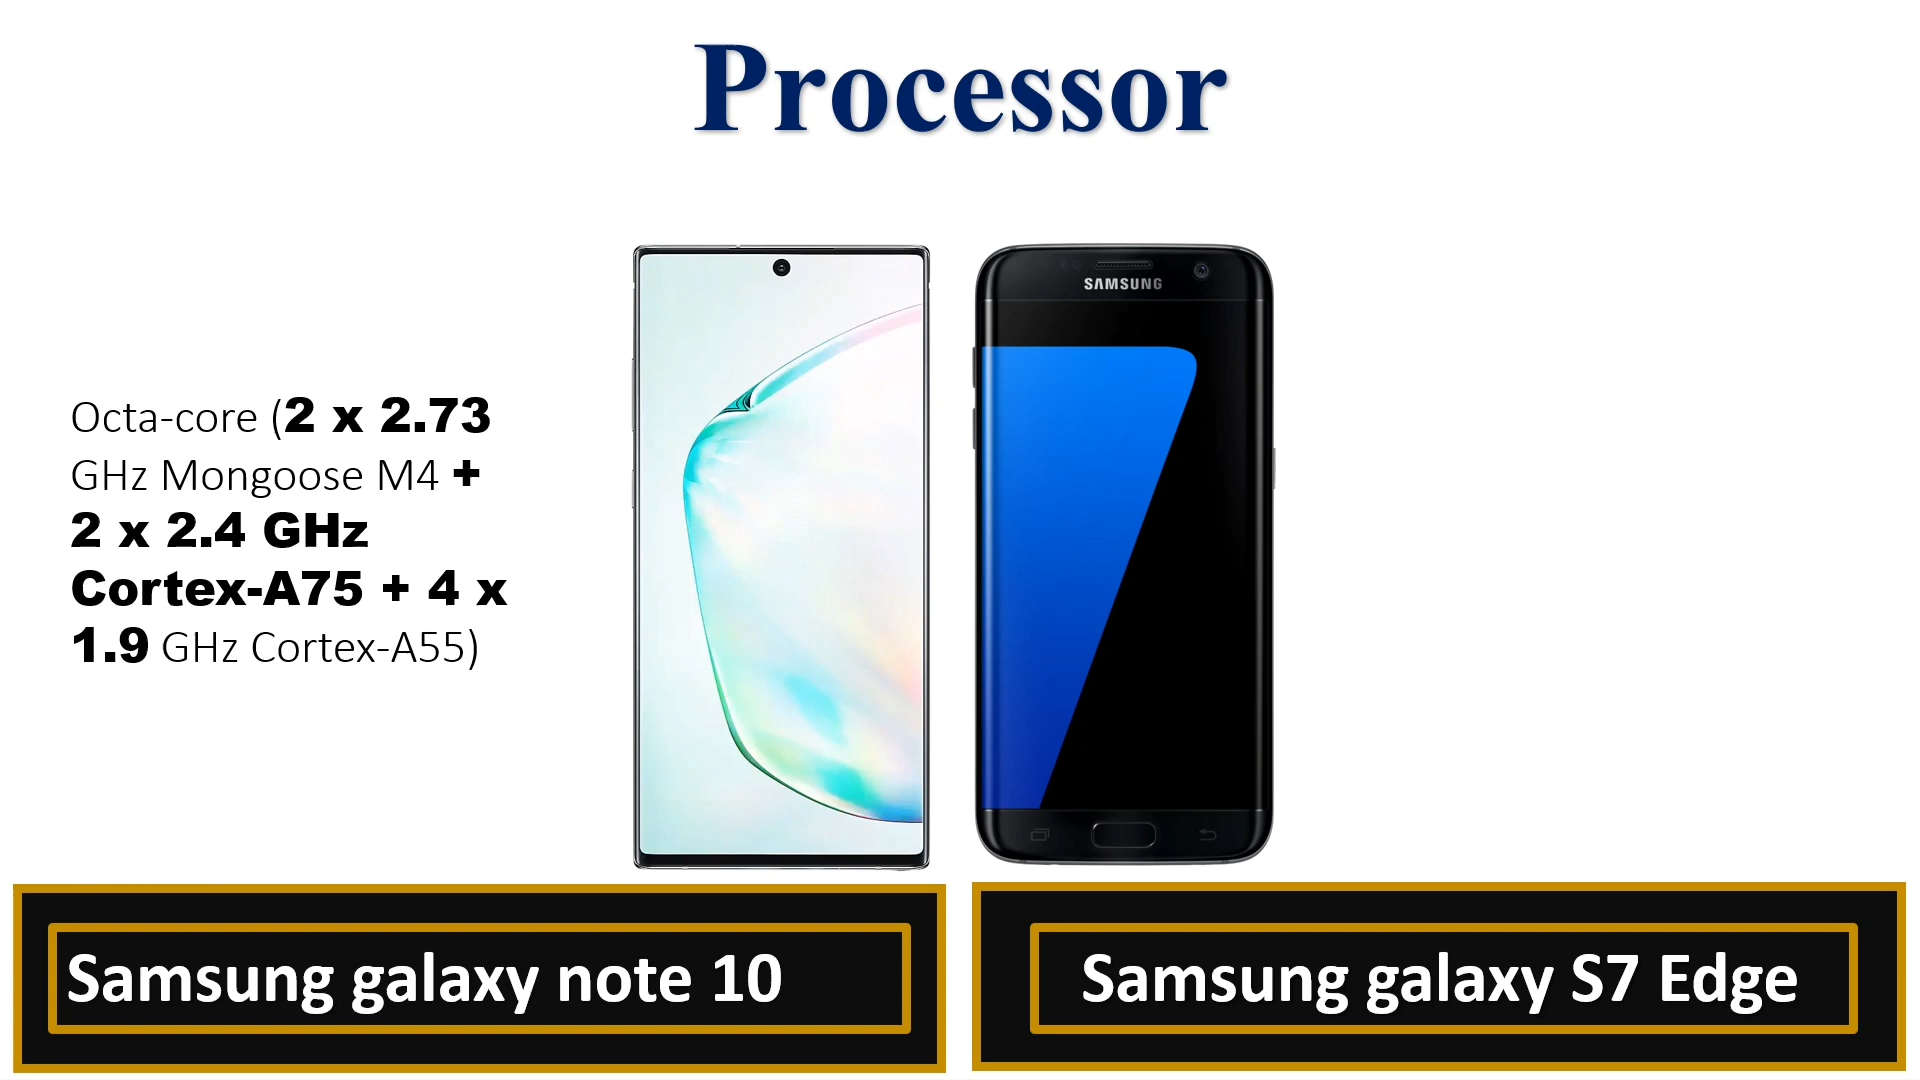 Processor
SAMSUNG
Octa-core (2 x 2.73
GHz Mongoose M4 +
2 x 2.4 GHz
Cortex-A75 + 4 x
1.9 GHz Cortex-A55)
Samsung galaxy note 10
Samsung galaxy S7 Edge